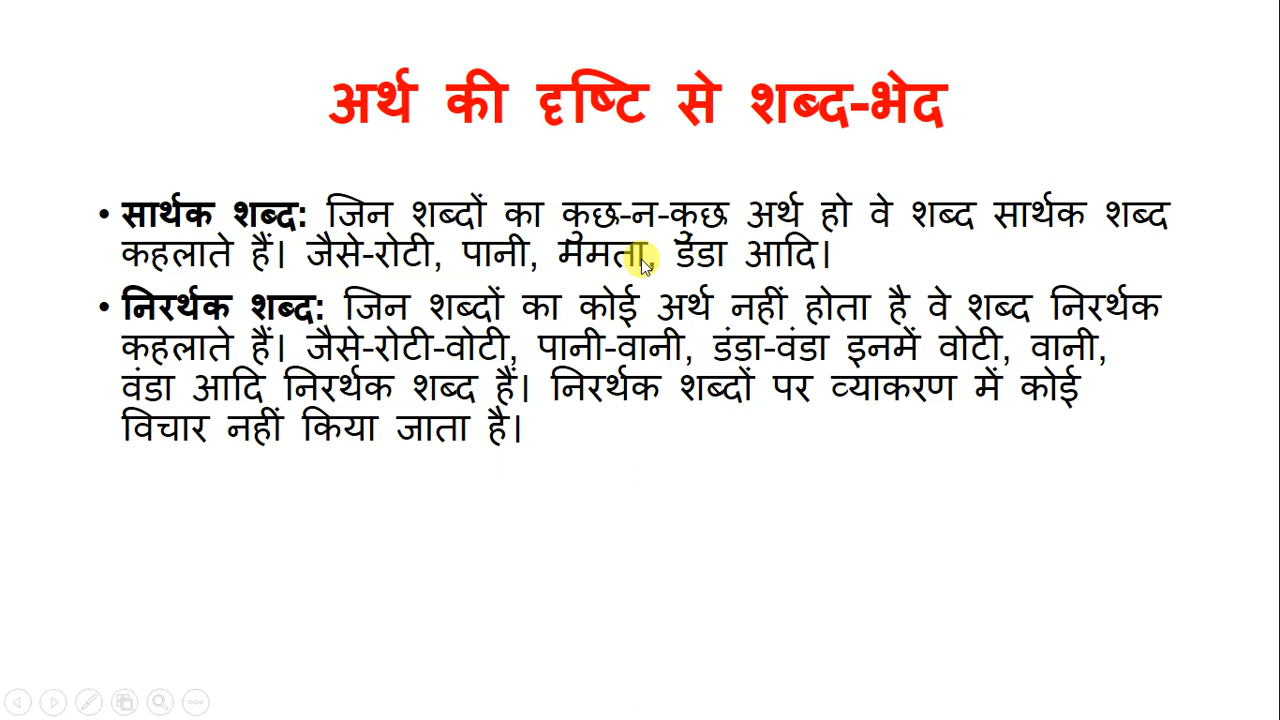 अर्थ की दृष्टि से शब्द-भेद
• सार्थक शब्द: जिन शब्दों का कुछ-न-कुछ अर्थ हो वे शब्द सार्थक शब्द
कहलाते हैं। जैसे-रोटी, पानी, ममता, डंडा आदि।
• निरर्थक शब्द: जिन शब्दों का कोई अर्थ नहीं होता है वे शब्द निरर्थक
कहलाते हैं। जैसे-रोटी-वोटी, पानी-वानी, डंडा-वंडा इनमें वोटी, वानी,
वंडा आदि निरर्थक शब्द हैं। निरर्थक शब्दों पर व्याकरण में कोई
विचार नहीं किया जाता है।